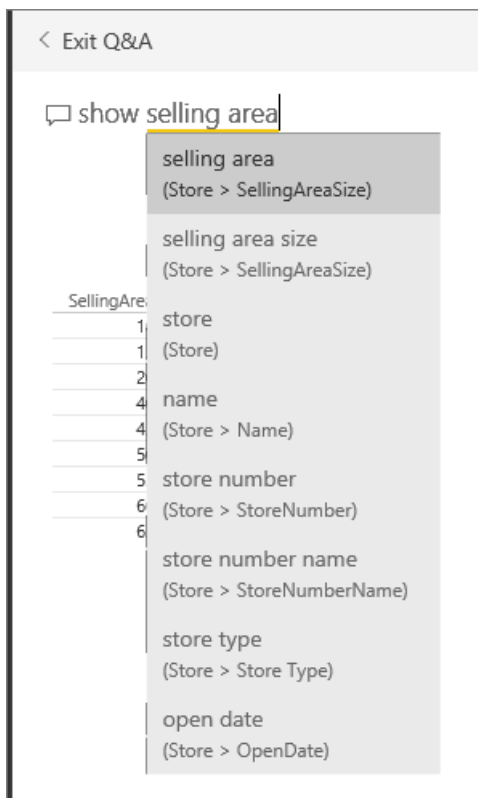 < Exit Q&A
show selling area
selling area
(Store > SellingAreaSize)
selling area size
(Store > SellingAreaSize)
SellingAre
store
(Store)
name
(Store > Name)
store number
(Store > StoreNumber)
store number name
(Store > StoreNumberName)
store type
(Store > Store Type)
open date
(Store > OpenDate)